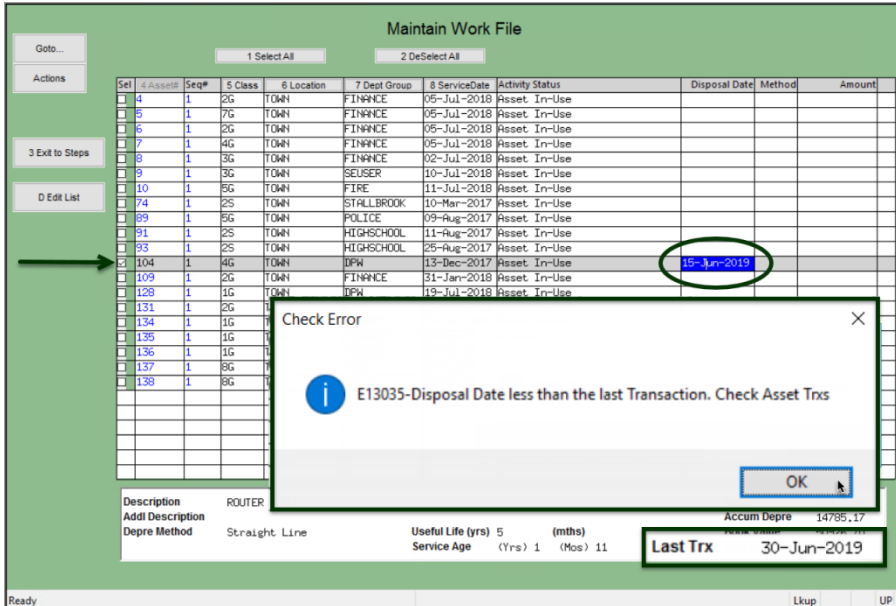 Maintain Work File
Goto...
1 Select All 2 DeSelect All
Actions
Sel 4 Asset# Seq# 5 Class 6 Location 7 Dept Group 8 ServiceDate Activity Status Disposal Date Method Amount
4 1 2G TOWN FINANCE 05-Jul-2018 Asset In-Use
5 1 7G TOWN FINANCE 05-Jul-2018 Asset In-Use
6 1 2G TOWN FINANCE 05-Jul-2018 Asset In-Use
7 1 4G TOWN FINANCE 05-Jul-2018 Asset In-Use
3 Exit to Steps
8 1 3G TOWN FINANCE 02-Jul-2018 Asset In-Use
9 1 3G TOWN SEUSER 10-Jul-2018 Asset In-Use
10 1 5G TOWN FIRE 11-Jul-2018 Asset In-Use
D Edit List
74 1 2S TOWN STALLBROOK 10-Mar-2017 Asset In-Use
89 1 5G TOWN POLICE 09-Aug-2017 Asset In-Use
91 1 2S TOWN HIGHSCHOOL 11-Aug-2017 Asset In-Use
93 1 2S TOWN HIGHSCHOOL 25-Aug-2017 Asset In-Use
104 1 4G TOWN DPW 13-Dec-2017 Asset In-Use 15-Jun-2019
109 1 2G TOWN FINANCE 31-Jan-2018 Asset In-Use
128 1 1G TOWN DPW 19-Jul-2018 Asset In-Use
131 1 2G
134 1 1G
135 1 1G
136 1 1G
137 1 8G
138 1 8G
Check Error
E13035-Disposal Date less than the last Transaction. Check Asset Trxs
OK
Description ROUTER
Addl Description Accum Depre 14785.17
Depre Method Straight Line Useful Life (yrs) 5 (mths)
Service Age (Yrs) 1 (Mos) 11
Last Trx 30-Jun-2019
Ready Lkup UP